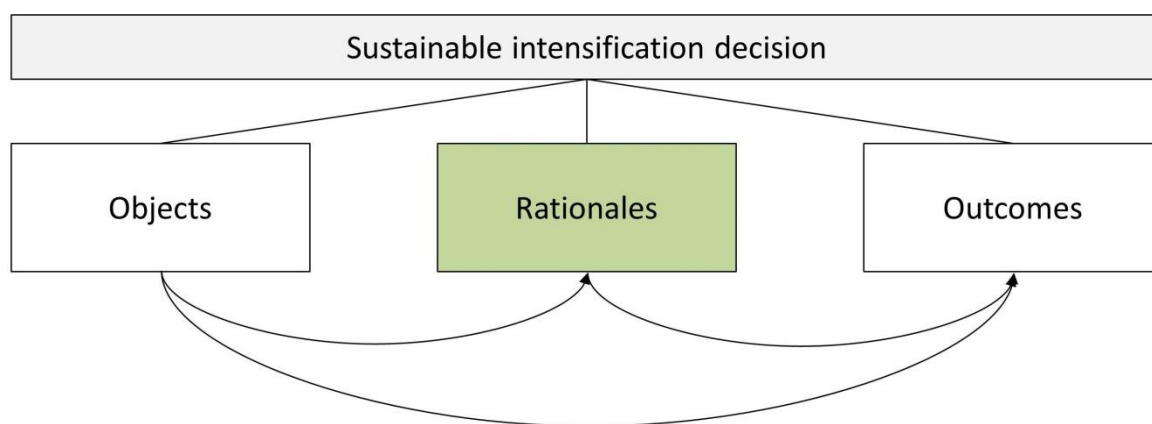 Sustainable intensification decision
Objects
Rationales
Outcomes